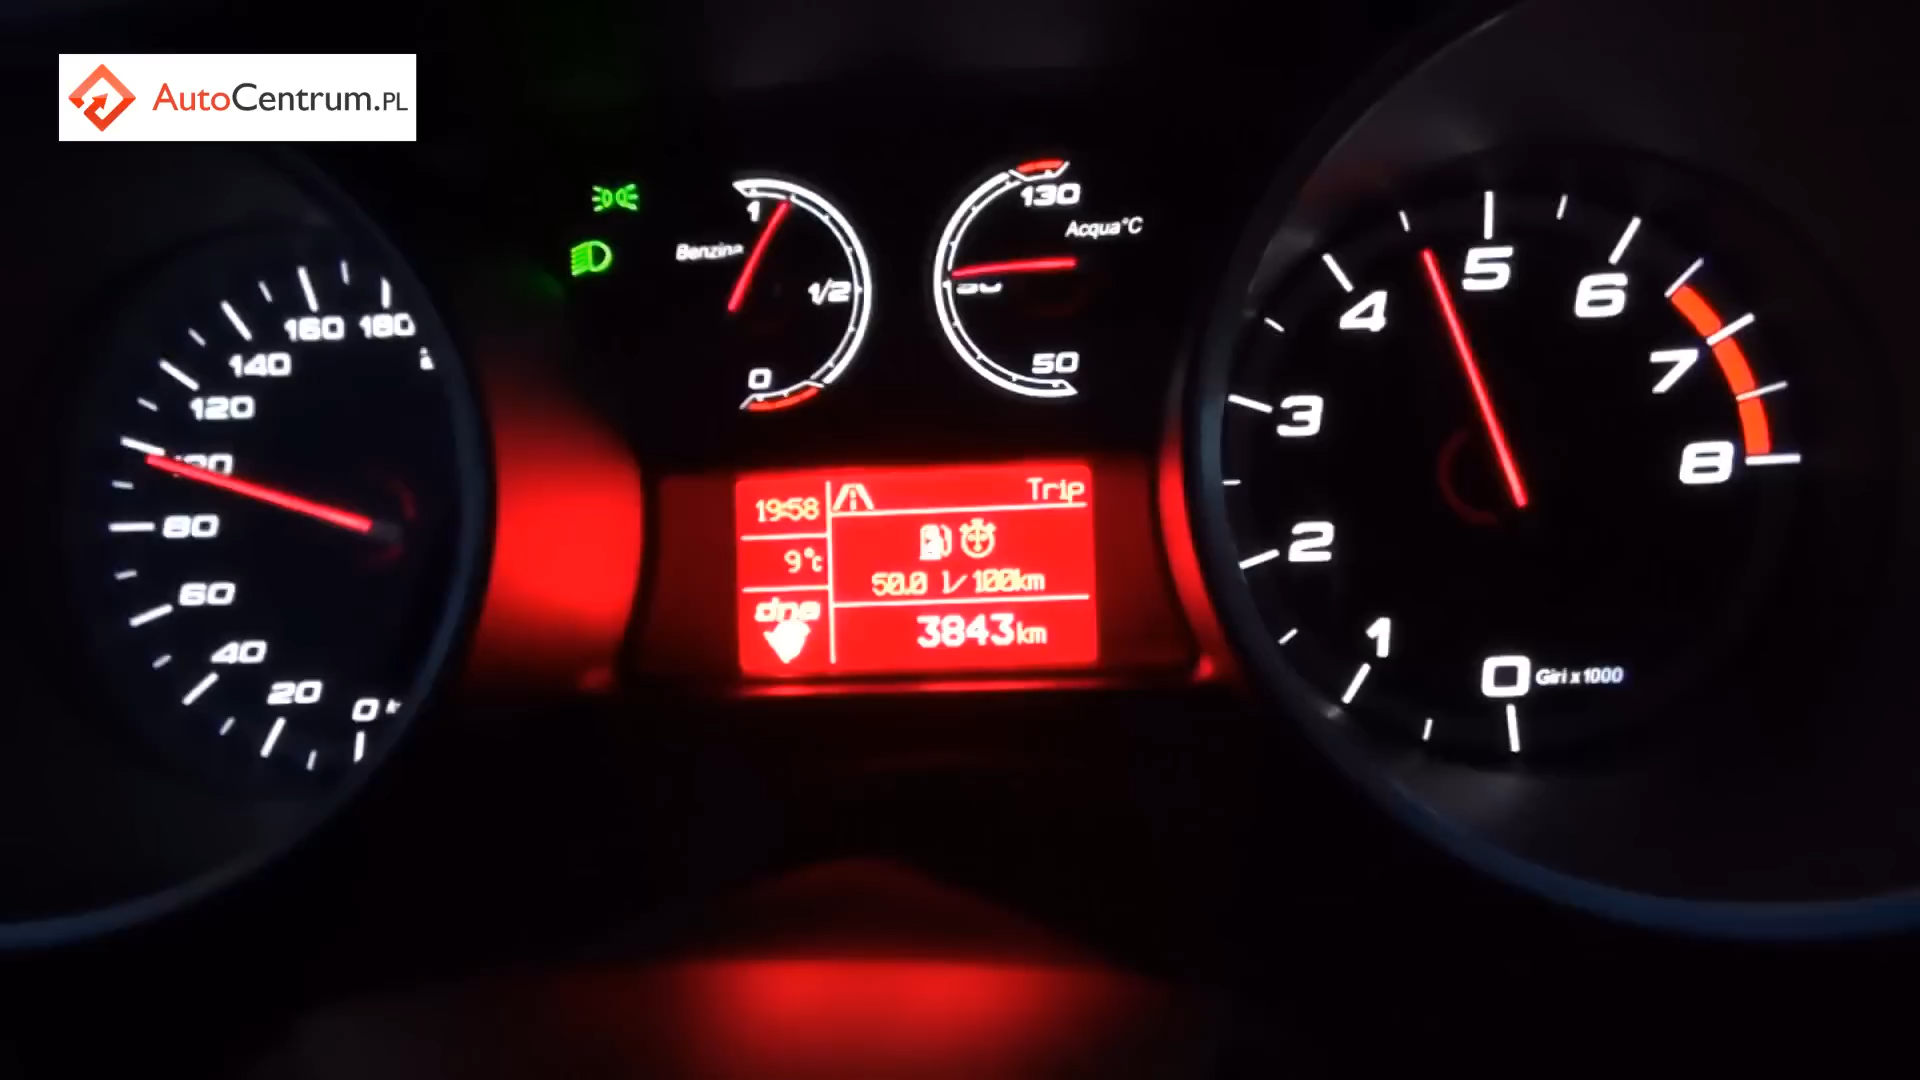 AutoCentrum.PL
180
160
140
120
80
60
40
20
0
1
Benzina
1/2
0
130
Acqua°C
50
19:58
Trip
9°c
50.0 l/100km
dna
3843km
5
6
4
7
3
8
2
1
0 Giri x 1000